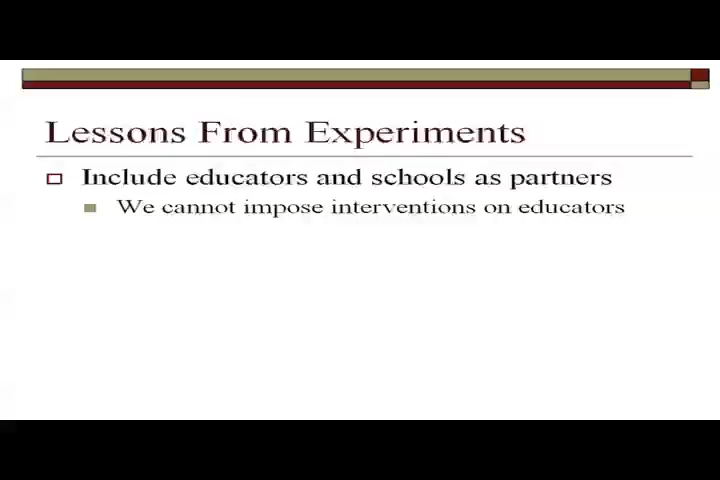 Lessons From Experiments
Include educators and schools as partners
We cannot impose interventions on educators